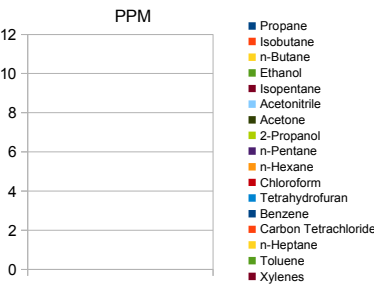 PPM
12
10
8
6
4
2
0
Propane
Isobutane
n-Butane
Ethanol
Isopentane
Acetonitrile
Acetone
2-Propanol
n-Pentane
n-Hexane
Chloroform
Tetrahydrofuran
Benzene
Carbon Tetrachloride
n-Heptane
Toluene
Xylenes